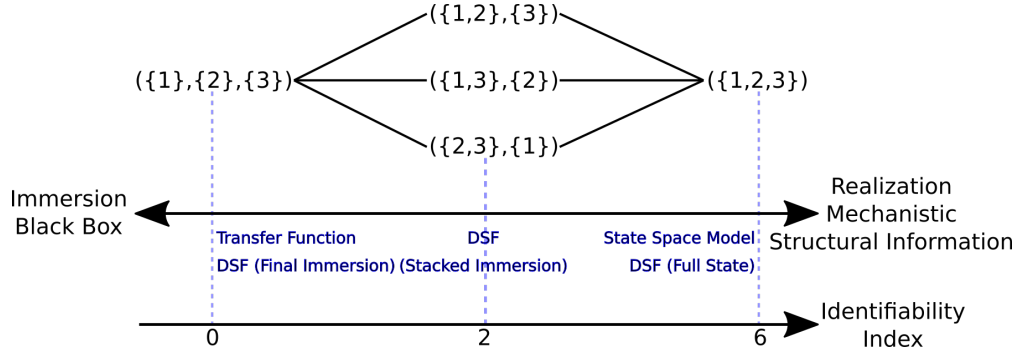 ({1,2},{3})
({1},{2},{3})
({1,3},{2})
({1,2,3})
({2,3},{1})
Immersion
Black Box
Realization
Mechanistic
Structural Information
Transfer Function
DSF
State Space Model
DSF (Final Immersion)
(Stacked Immersion)
DSF (Full State)
Identifiability
Index
0
2
6